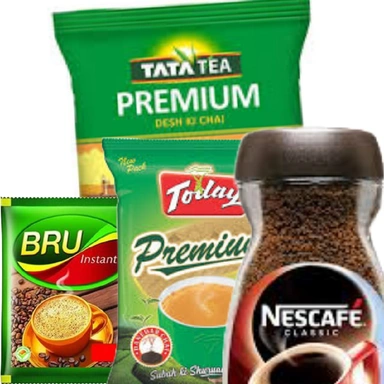 TATA TEA
PREMIUM
DESH KI CHAI
New
Pack
Today
Premium
BRU
Instant
NESCAFÉ
CLASSIC
Subah ki Shuruaat